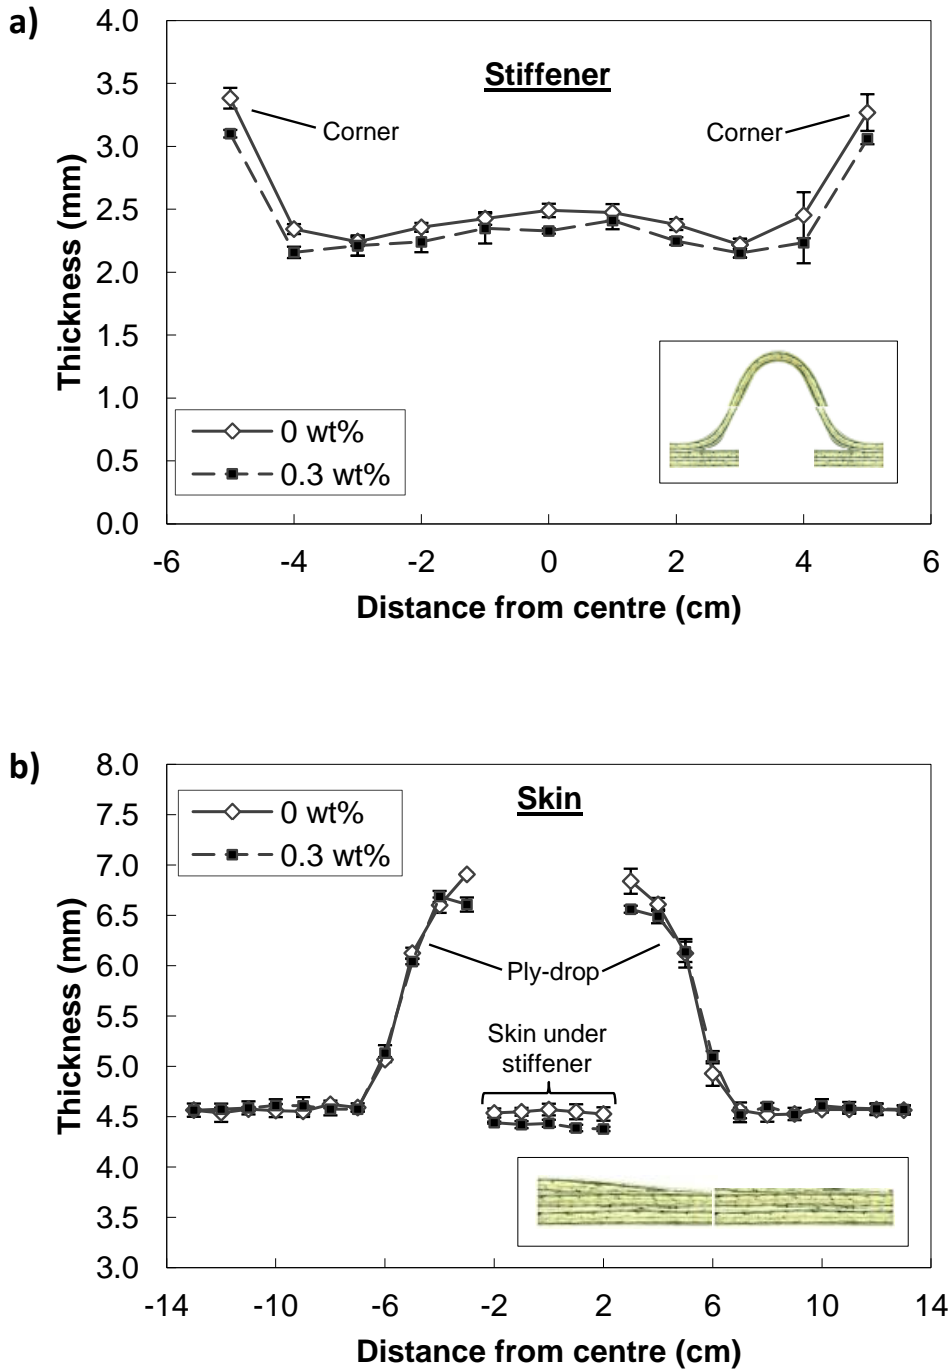 a)
4.0
3.5
3.0
2.5
2.0
1.5
1.0
0.5
0.0
Thickness (mm)
Stiffener
Corner
Corner
0 wt%
0.3 wt%
-6
-4
-2
0
2
4
6
Distance from centre (cm)
b)
8.0
7.5
7.0
6.5
6.0
5.5
5.0
4.5
4.0
3.5
3.0
Thickness (mm)
Skin
0 wt%
0.3 wt%
Ply-drop
Skin under
stiffener
-14
-10
-6
-2
2
6
10
14
Distance from centre (cm)